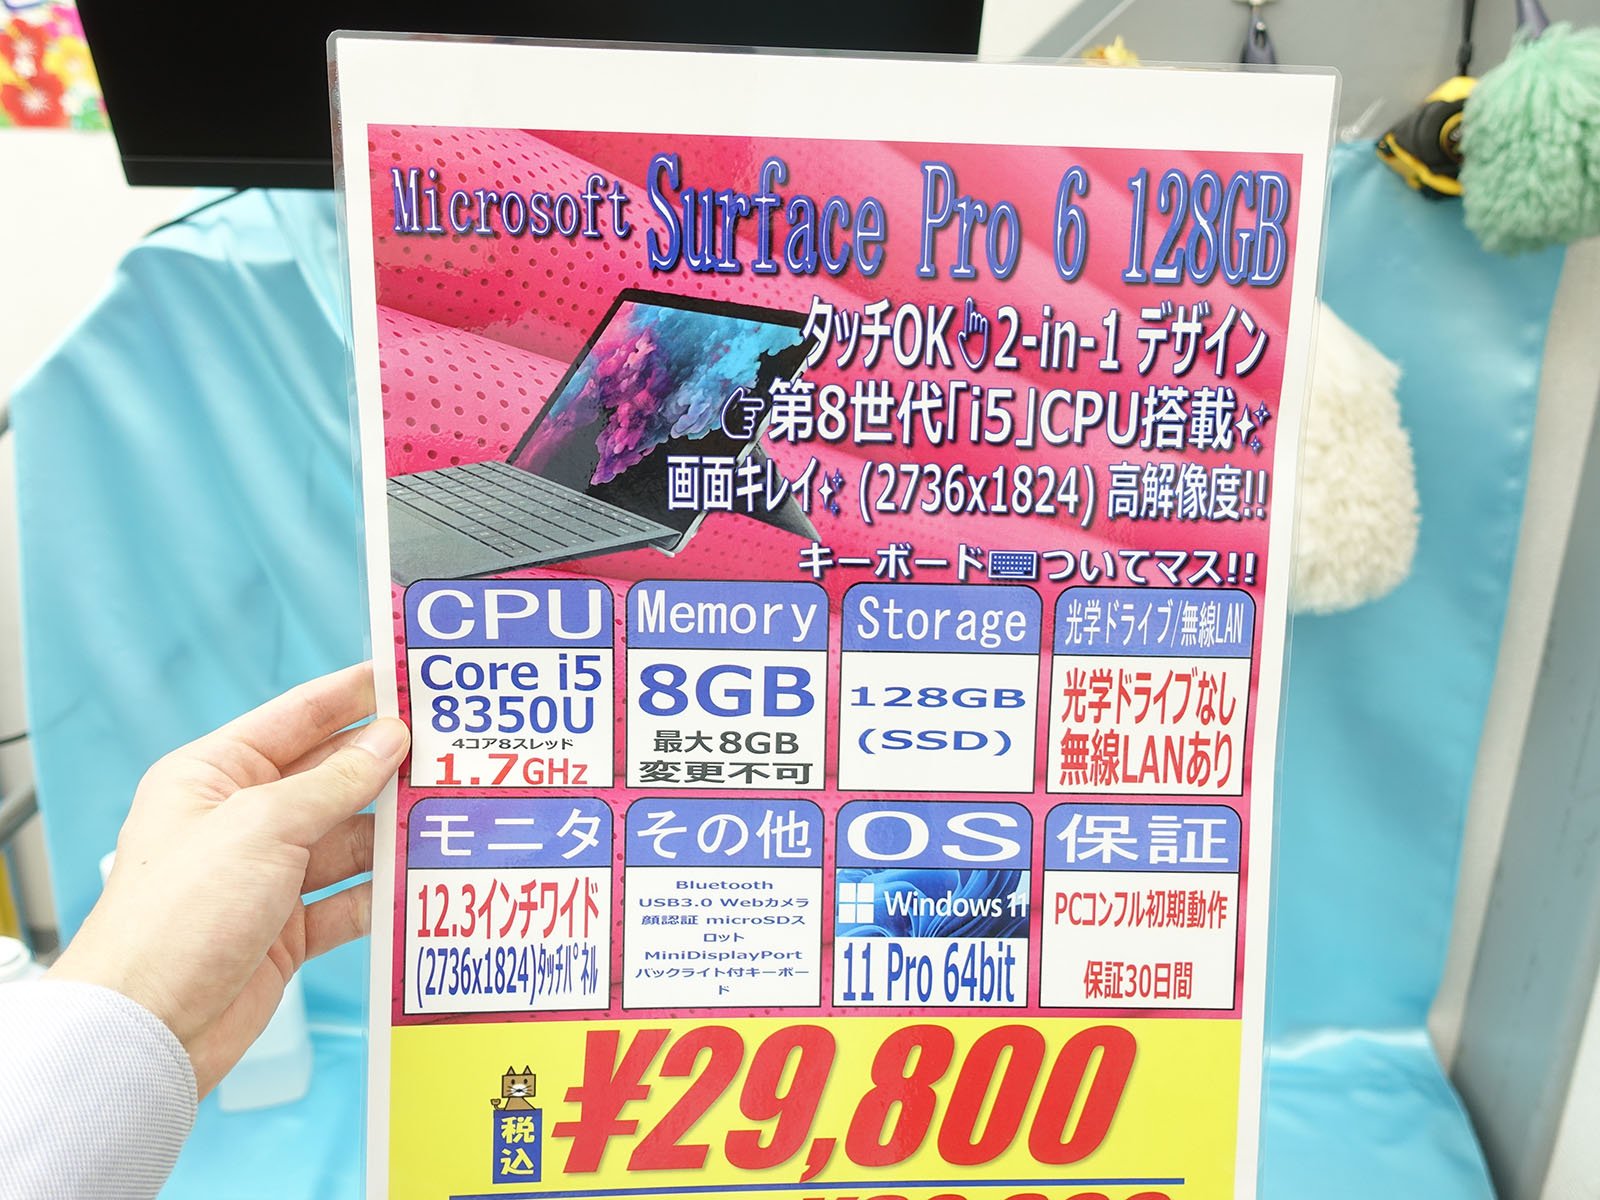 Microsoft Surface Pro 6 128GB
タッチOK 2-in-1 デザイン
第8世代｢i5｣CPU搭載
画面キレイ (2736x1824) 高解像度!!
キーボード ついてマス!!
CPU
Core i5
8350U
4コア8スレッド
1.7GHz
Memory
8GB
最大8GB
変更不可
Storage
128GB
(SSD)
光学ドライブ/無線LAN
光学ドライブなし
無線LANあり
モニタ
12.3インチワイド
(2736x1824)ﾀｯﾁﾊﾟﾈﾙ
その他
Bluetooth
USB3.0 Webカメラ
顔認証 microSDス
ロット
MiniDisplayPort
バックライト付キーボー
ド
OS
Windows 11
11 Pro 64bit
保証
PCコンフル初期動作
保証30日間
税込
¥29,800